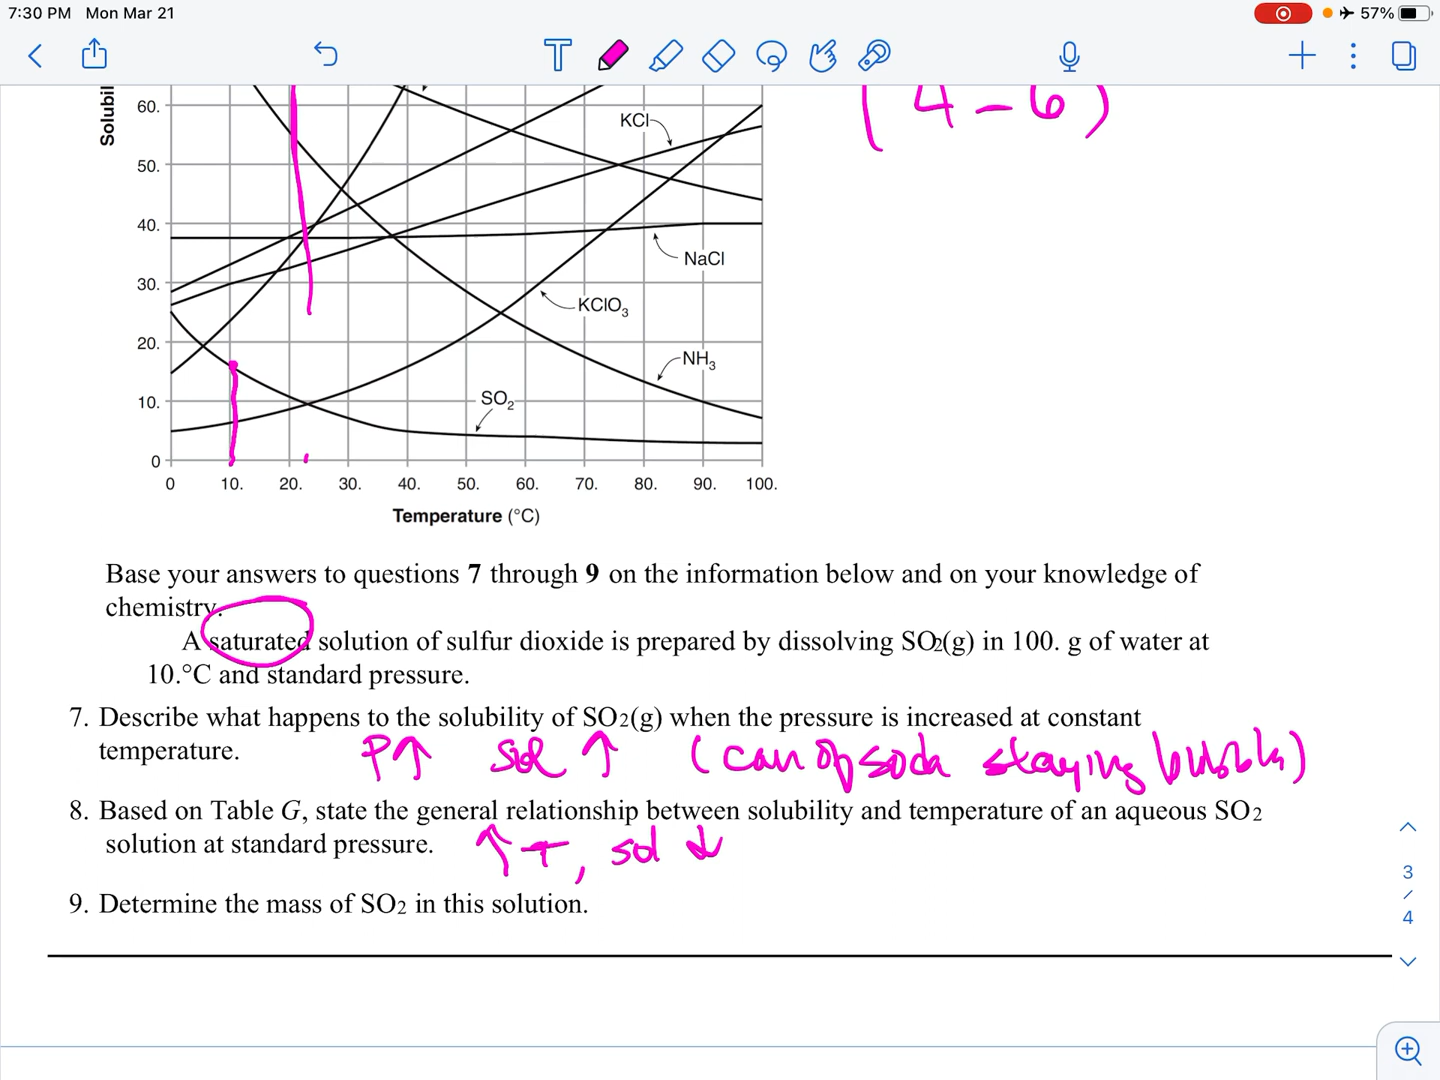 7:30 PM Mon Mar 21
57%
T
Solubil
(4-6)
60.
50.
40.
30.
20.
10.
0
KCl
NaCl
KClO3
NH3
SO2
0 10. 20. 30. 40. 50. 60. 70. 80. 90. 100.
Temperature (°C)
Base your answers to questions 7 through 9 on the information below and on your knowledge of
chemistry.
A saturated solution of sulfur dioxide is prepared by dissolving SO2(g) in 100. g of water at
10.°C and standard pressure.
7. Describe what happens to the solubility of SO2(g) when the pressure is increased at constant
temperature. P↑ sol ↑ (can of soda staying bubbly)
8. Based on Table G, state the general relationship between solubility and temperature of an aqueous SO2
solution at standard pressure. ↑T, sol ↓
9. Determine the mass of SO2 in this solution.
3
/
4